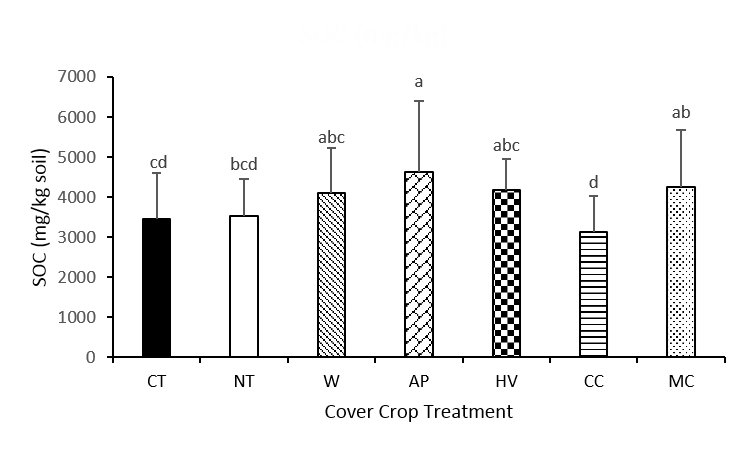 SOC (mg/kg soil)
7000
6000
5000
4000
3000
2000
1000
0
cd
bcd
abc
a
abc
d
ab
CT NT W AP HV CC MC
Cover Crop Treatment